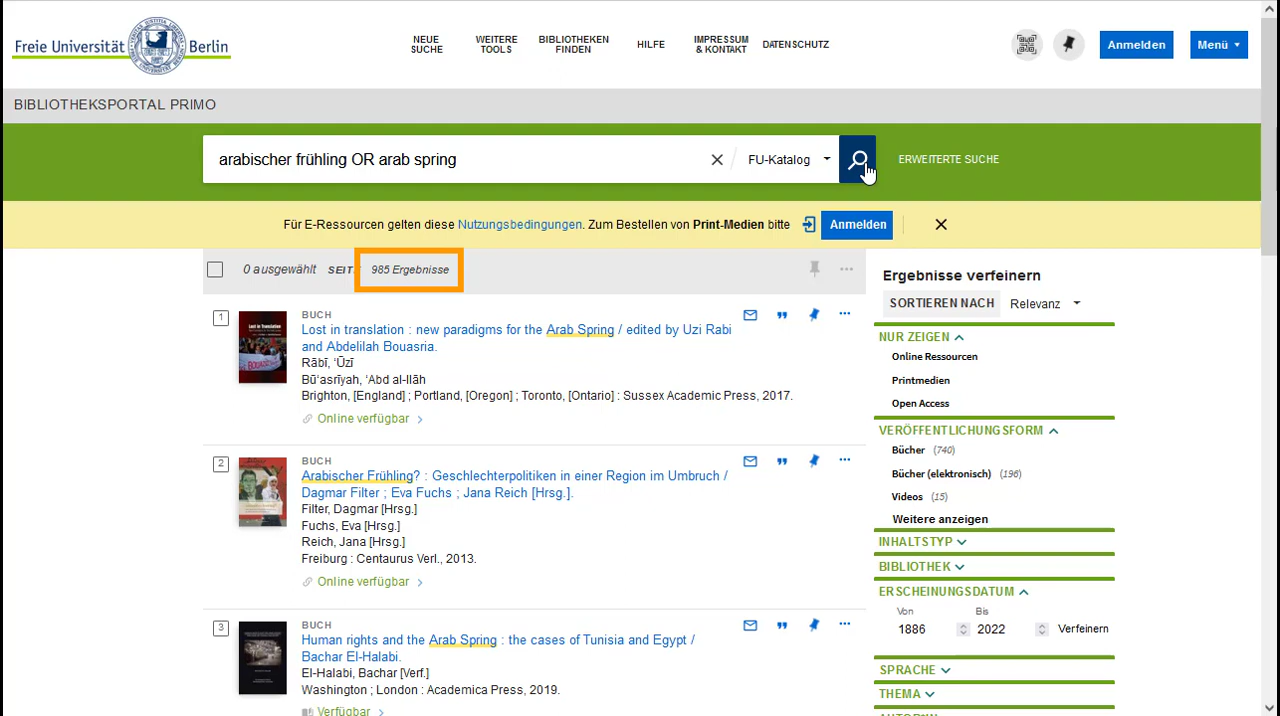 Freie Universität Berlin
NEUE SUCHE
WEITERE TOOLS
BIBLIOTHEKEN FINDEN
HILFE
IMPRESSUM & KONTAKT
DATENSCHUTZ
Anmelden
Menü
BIBLIOTHEKSPORTAL PRIMO
arabischer frühling OR arab spring
FU-Katalog
ERWEITERTE SUCHE
Für E-Ressourcen gelten diese Nutzungsbedingungen. Zum Bestellen von Print-Medien bitte Anmelden
0 ausgewählt SEIT 985 Ergebnisse
1
BUCH
Lost in translation : new paradigms for the Arab Spring / edited by Uzi Rabi
and Abdelilah Bouasria.
Rābī, ʻŪzī
Būʻasrīyah, ʻAbd al-Ilāh
Brighton, [England] ; Portland, [Oregon] ; Toronto, [Ontario] : Sussex Academic Press, 2017.
Online verfügbar
2
BUCH
Arabischer Frühling? : Geschlechterpolitiken in einer Region im Umbruch /
Dagmar Filter ; Eva Fuchs ; Jana Reich [Hrsg.].
Filter, Dagmar [Hrsg.]
Fuchs, Eva [Hrsg.]
Reich, Jana [Hrsg.]
Freiburg : Centaurus Verl., 2013.
Online verfügbar
3
BUCH
Human rights and the Arab Spring : the cases of Tunisia and Egypt /
Bachar El-Halabi.
El-Halabi, Bachar [Verf.]
Washington ; London : Academica Press, 2019.
Verfügbar
Ergebnisse verfeinern
SORTIEREN NACH Relevanz
NUR ZEIGEN
Online Ressourcen
Printmedien
Open Access
VERÖFFENTLICHUNGSFORM
Bücher (740)
Bücher (elektronisch) (196)
Videos (15)
Weitere anzeigen
INHALTSTYP
BIBLIOTHEK
ERSCHEINUNGSDATUM
Von Bis
1886 2022 Verfeinern
SPRACHE
THEMA